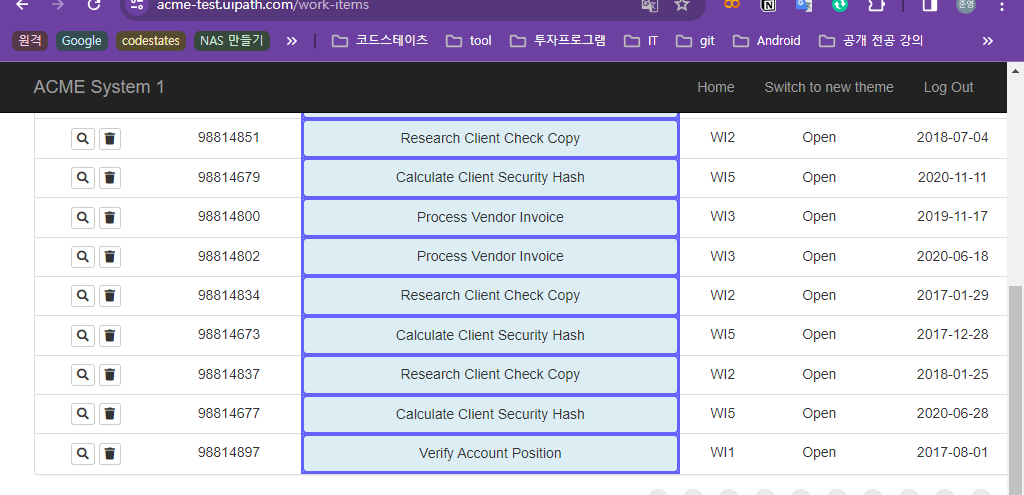 acme-test.uipath.com/work-items
준영
원격 Google codestates NAS 만들기 » 코드스테이츠 tool 투자프로그램 IT git Android 공개 전공 강의 »
ACME System 1 Home Switch to new theme Log Out
98814851 Research Client Check Copy WI2 Open 2018-07-04
98814679 Calculate Client Security Hash WI5 Open 2020-11-11
98814800 Process Vendor Invoice WI3 Open 2019-11-17
98814802 Process Vendor Invoice WI3 Open 2020-06-18
98814834 Research Client Check Copy WI2 Open 2017-01-29
98814673 Calculate Client Security Hash WI5 Open 2017-12-28
98814837 Research Client Check Copy WI2 Open 2018-01-25
98814677 Calculate Client Security Hash WI5 Open 2020-06-28
98814897 Verify Account Position WI1 Open 2017-08-01